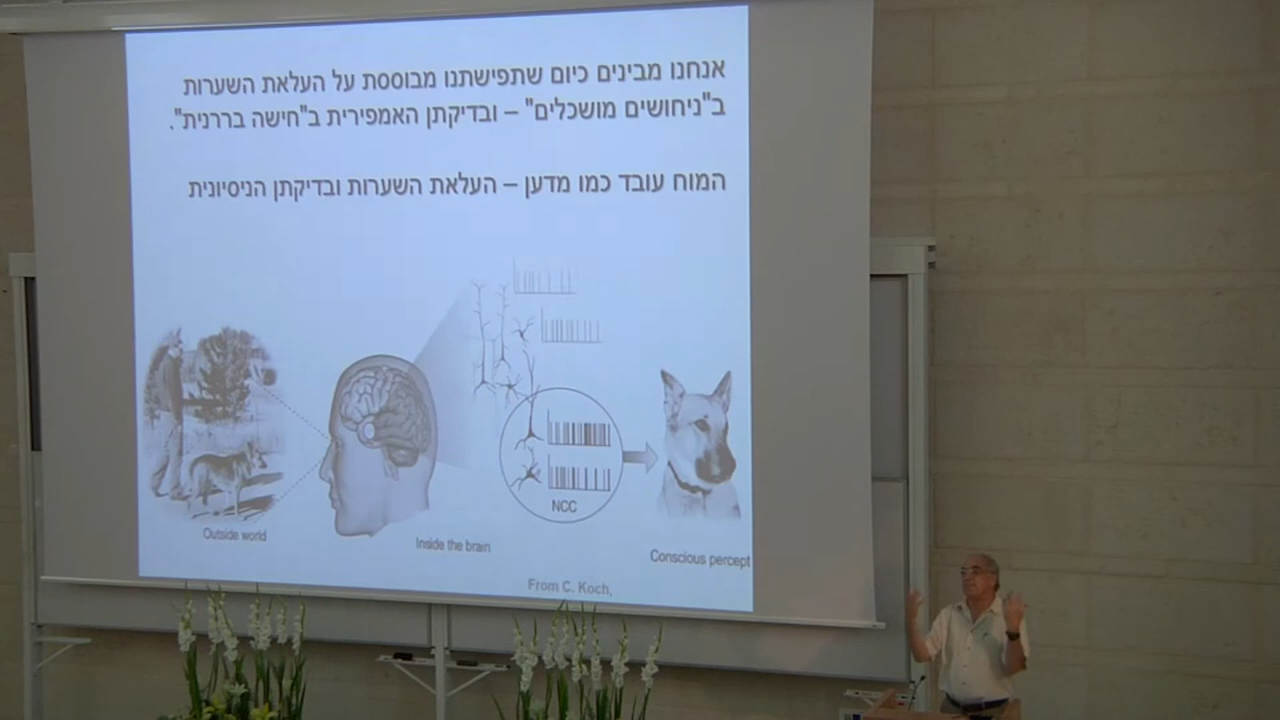 אנחנו מבינים כיום שתפישתנו מבוססת על העלאת השערות
ב"ניחושים מושכלים" – ובדיקתן האמפירית ב"חישה בררנית".
המוח עובד כמו מדען – העלאת השערות ובדיקתן הניסיונית
NCC
Outside world
Inside the brain
Conscious percept
From C. Koch,